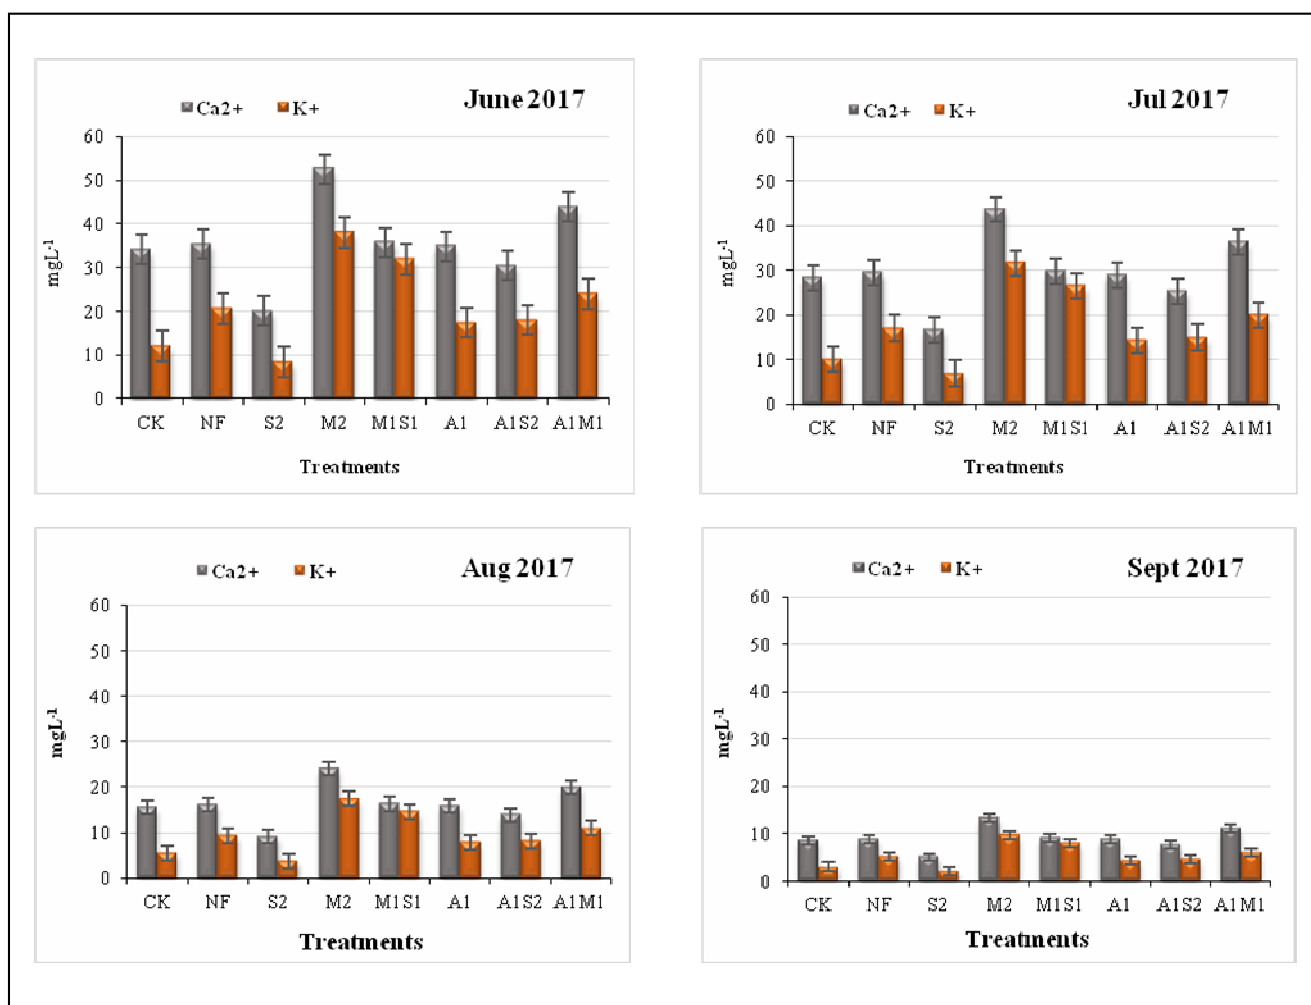 Ca2+ K+ June 2017
60
50
40
30
20
10
0
mgL-1
CK NF S2 M2 M1S1 A1 A1S2 A1M1
Treatments
Ca2+ K+ Jul 2017
60
50
40
30
20
10
0
mgL-1
CK NF S2 M2 M1S1 A1 A1S2 A1M1
Treatments
Ca2+ K+ Aug 2017
60
50
40
30
20
10
0
mgL-1
CK NF S2 M2 M1S1 A1 A1S2 A1M1
Treatments
Ca2+ K+ Sept 2017
60
50
40
30
20
10
0
mgL-1
CK NF S2 M2 M1S1 A1 A1S2 A1M1
Treatments